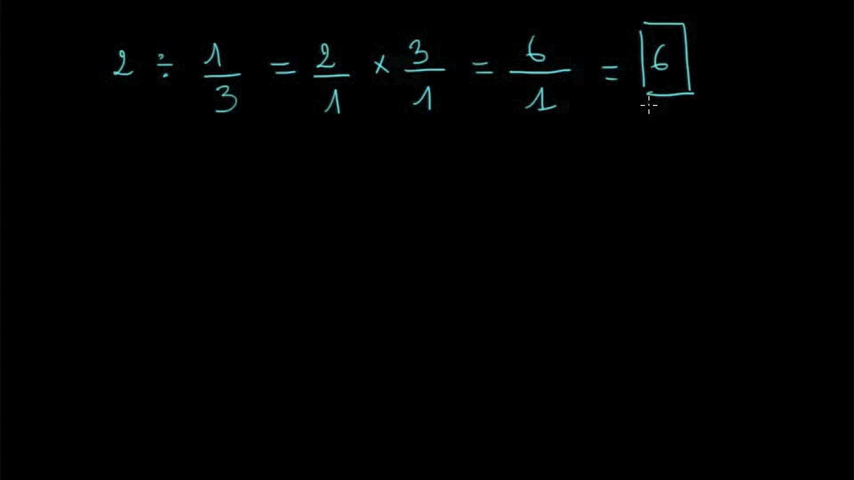 2 ÷ 1/3 = 2/1 × 3/1 = 6/1 = 6